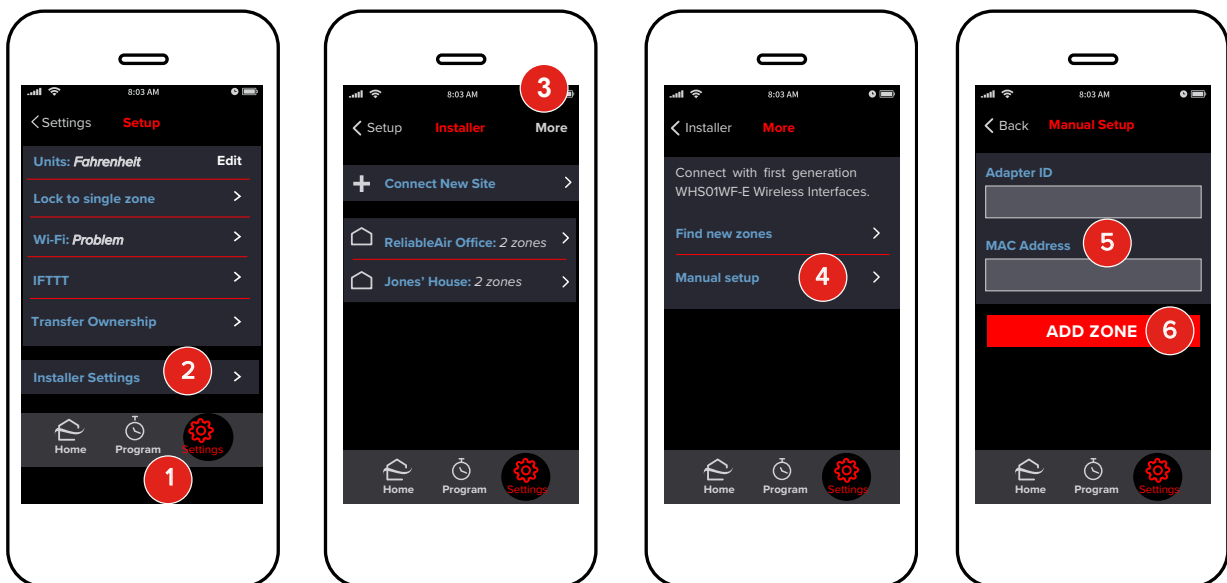 8:03 AM
Settings Setup
Units: Fahrenheit Edit
Lock to single zone
Wi-Fi: Problem
IFTTT
Transfer Ownership
Installer Settings 2
Home Program Settings
1
3
8:03 AM
Setup Installer More
Connect New Site
ReliableAir Office: 2 zones
Jones' House: 2 zones
Home Program Settings
8:03 AM
Installer More
Connect with first generation
WHS01WF-E Wireless Interfaces.
Find new zones
Manual setup 4
Home Program Settings
8:03 AM
Back Manual Setup
Adapter ID
MAC Address 5
ADD ZONE 6
Home Program Settings